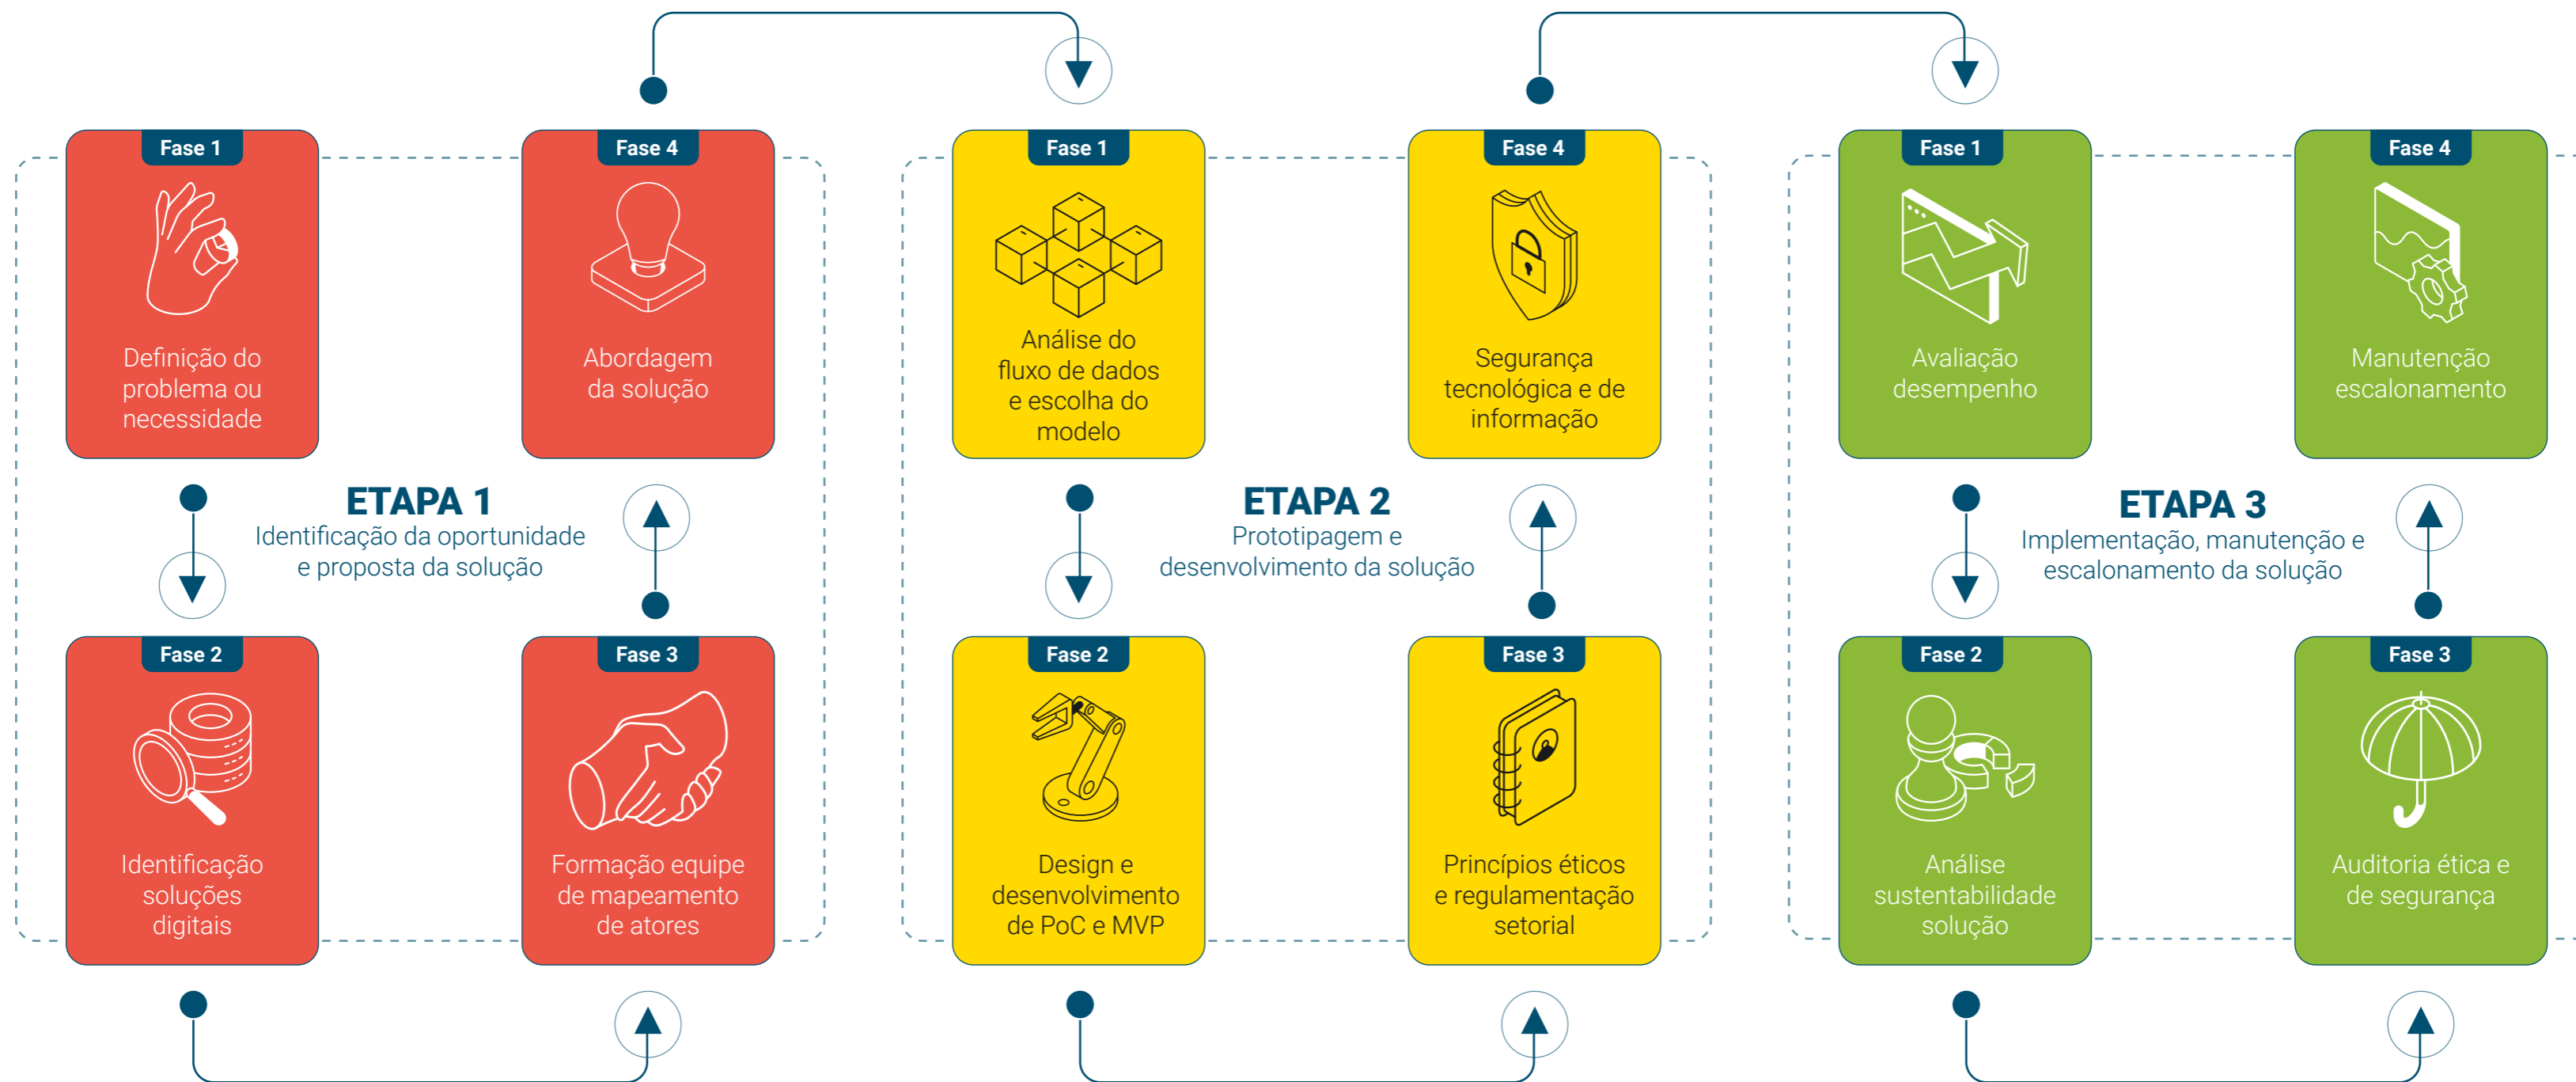 Fase 1
Definição do
problema ou
necessidade
Fase 4
Abordagem
da solução
ETAPA 1
Identificação da oportunidade
e proposta da solução
Fase 2
Identificação
soluções
digitais
Fase 3
Formação equipe
de mapeamento
de atores
Fase 1
Análise do
fluxo de dados
e escolha do
modelo
Fase 4
Segurança
tecnológica e de
informação
ETAPA 2
Prototipagem e
desenvolvimento da solução
Fase 2
Design e
desenvolvimento
de PoC e MVP
Fase 3
Princípios éticos
e regulamentação
setorial
Fase 1
Avaliação
desempenho
Fase 4
Manutenção
escalonamento
ETAPA 3
Implementação, manutenção e
escalonamento da solução
Fase 2
Análise
sustentabilidade
solução
Fase 3
Auditoria ética e
de segurança